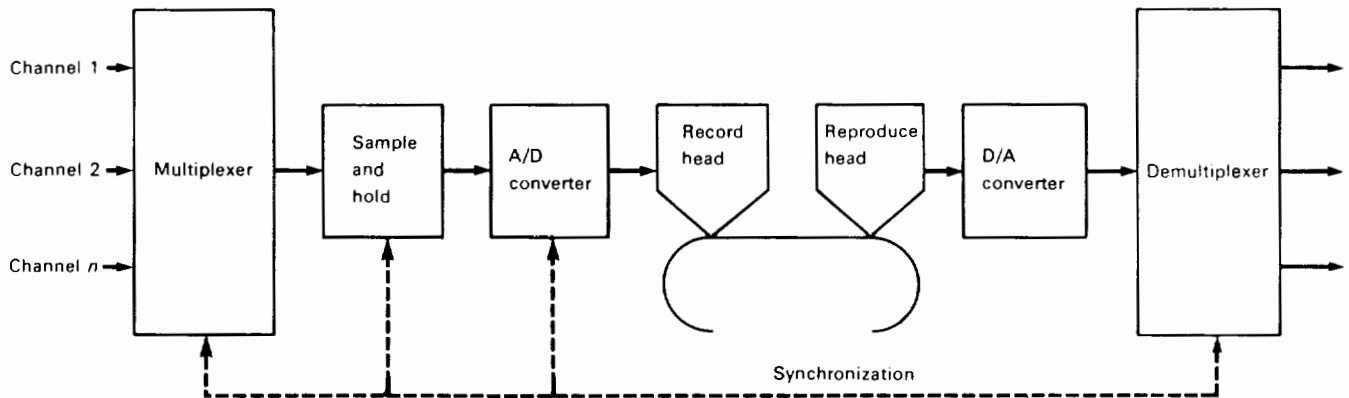 Channel 1
Channel 2
Channel n
Multiplexer
Sample
and
hold
A/D
converter
Record
head
Reproduce
head
D/A
converter
Demultiplexer
Synchronization